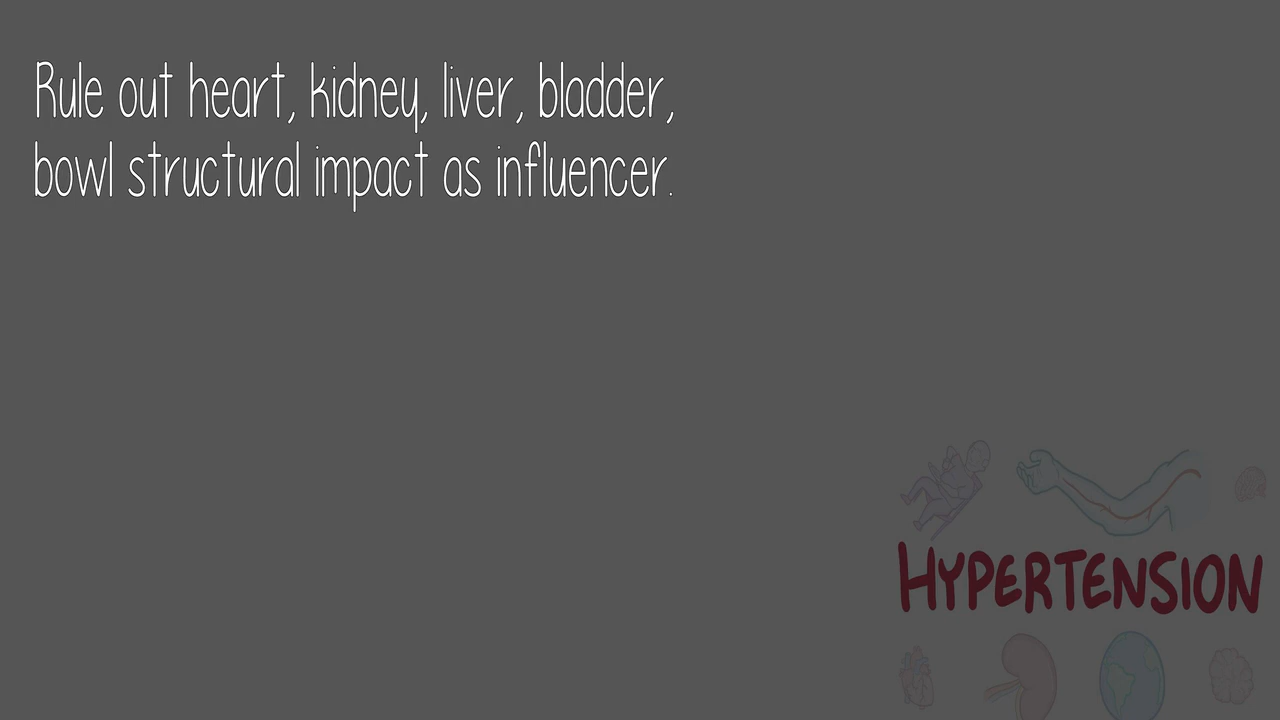 Rule out heart, kidney, liver, bladder,
bowl structural impact as influencer.
HYPERTENSION